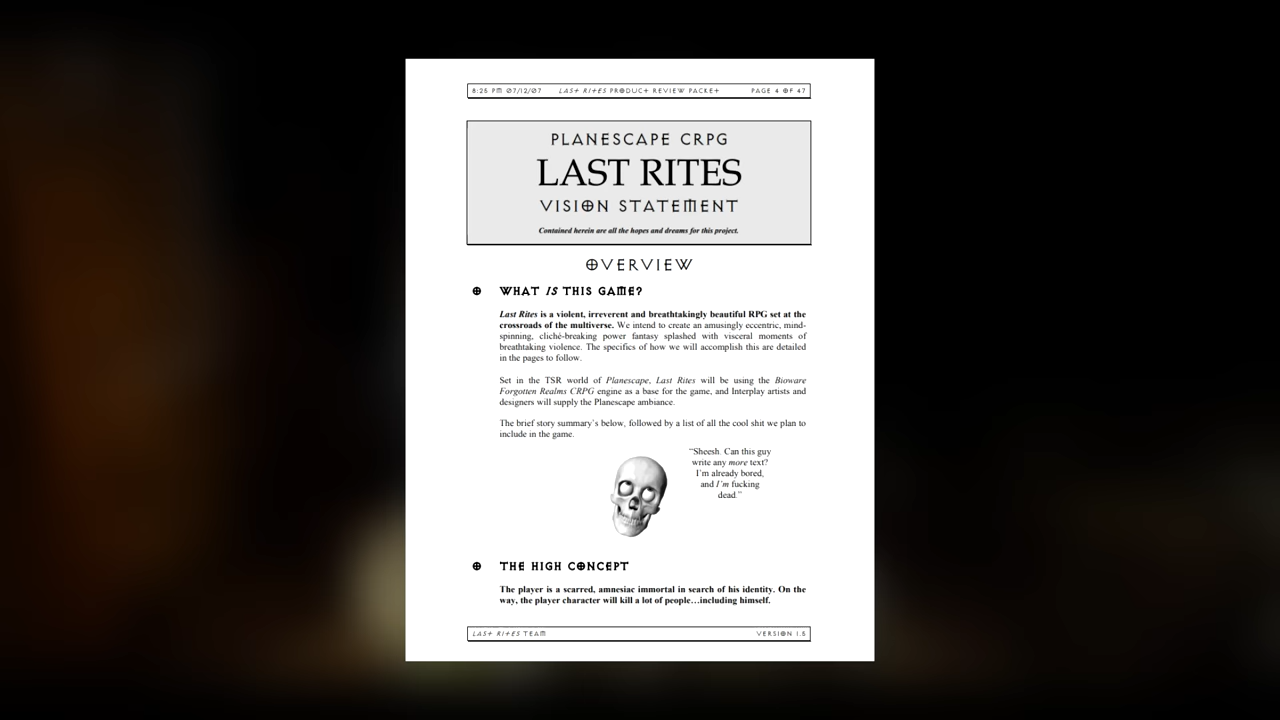 8:25 PM 07/12/07 LAST RITES PRODUCT REVIEW PACKET PAGE 4 OF 47
PLANESCAPE CRPG
LAST RITES
VISION STATEMENT
Contained herein are all the hopes and dreams for this project.
OVERVIEW
WHAT IS THIS GAME?
Last Rites is a violent, irreverent and breathtakingly beautiful RPG set at the
crossroads of the multiverse. We intend to create an amusingly eccentric, mind-
spinning, cliché-breaking power fantasy splashed with visceral moments of
breathtaking violence. The specifics of how we will accomplish this are detailed
in the pages to follow.
Set in the TSR world of Planescape, Last Rites will be using the Bioware
Forgotten Realms CRPG engine as a base for the game, and Interplay artists and
designers will supply the Planescape ambiance.
The brief story summary's below, followed by a list of all the cool shit we plan to
include in the game.
"Sheesh. Can this guy
write any more text?
I'm already bored,
and I'm fucking
dead."
THE HIGH CONCEPT
The player is a scarred, amnesiac immortal in search of his identity. On the
way, the player character will kill a lot of people…including himself.
LAST RITES TEAM VERSION 1.5